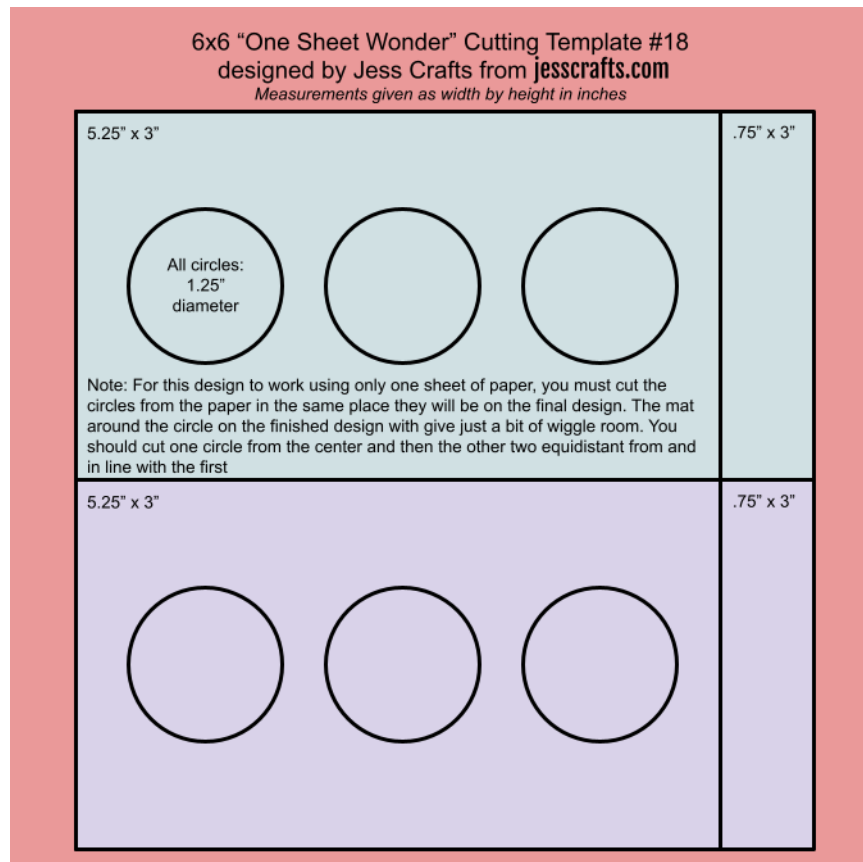 6x6 “One Sheet Wonder” Cutting Template #18
designed by Jess Crafts from jesscrafts.com
Measurements given as width by height in inches
5.25” x 3”
.75” x 3”
All circles:
1.25”
diameter
Note: For this design to work using only one sheet of paper, you must cut the
circles from the paper in the same place they will be on the final design. The mat
around the circle on the finished design with give just a bit of wiggle room. You
should cut one circle from the center and then the other two equidistant from and
in line with the first
5.25” x 3”
.75” x 3”